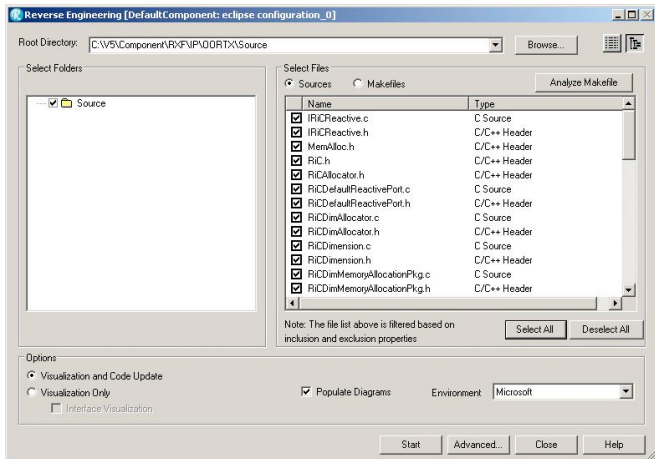 Reverse Engineering [DefaultComponent: eclipse configuration_0]
Root Directory: C:\V5\Component\RXF\IP\OORTX\Source Browse...
Select Folders
Source
Select Files
Sources Makefiles Analyze Makefile
Name Type
IRiCReactive.c C Source
IRiCReactive.h C/C++ Header
MemAlloc.h C/C++ Header
RiC.h C/C++ Header
RiCAllocator.h C/C++ Header
RiCDefaultReactivePort.c C Source
RiCDefaultReactivePort.h C/C++ Header
RiCDimAllocator.c C Source
RiCDimAllocator.h C/C++ Header
RiCDimension.c C Source
RiCDimension.h C/C++ Header
RiCDimMemoryAllocationPkg.c C Source
RiCDimMemoryAllocationPkg.h C/C++ Header
Note: The file list above is filtered based on
inclusion and exclusion properties
Select All Deselect All
Options
Visualization and Code Update
Visualization Only
Interface Visualization
Populate Diagrams Environment Microsoft
Start Advanced... Close Help